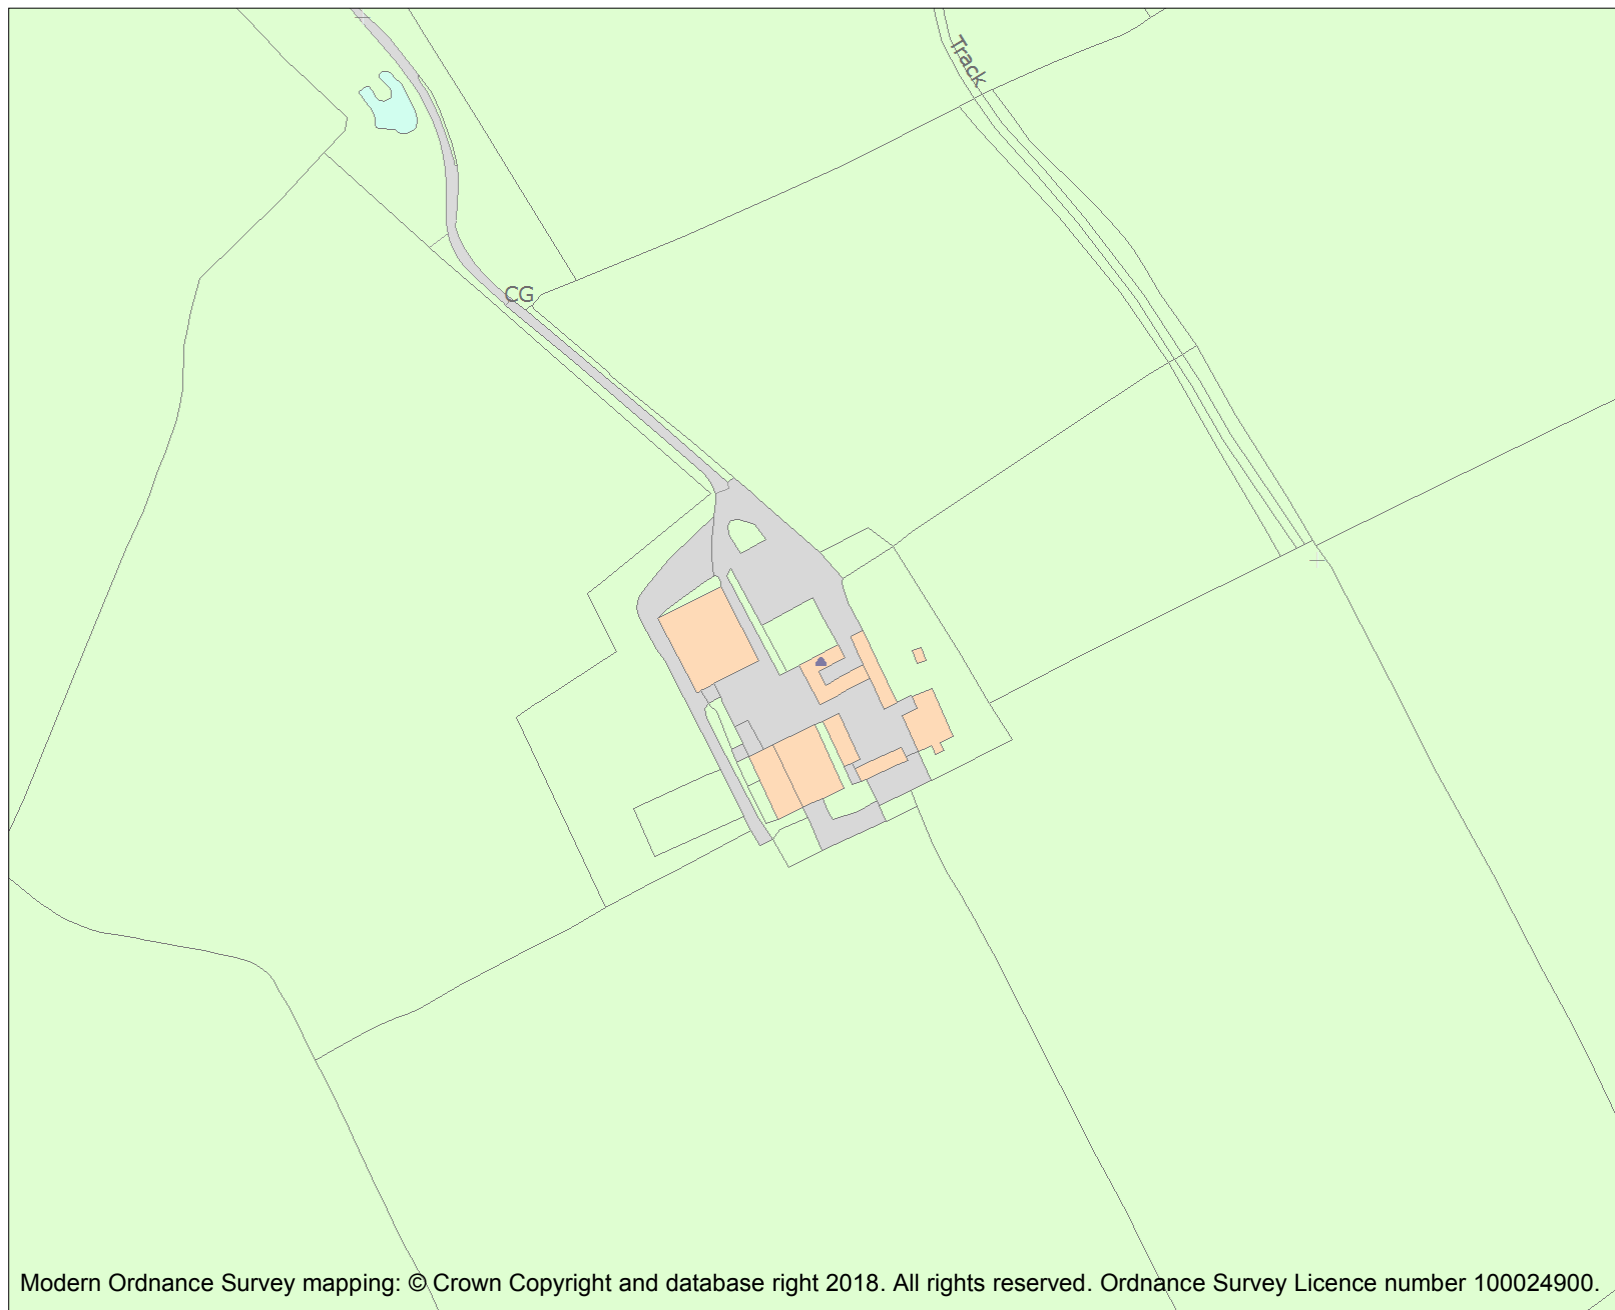 Track
CG
Modern Ordnance Survey mapping: © Crown Copyright and database right 2018. All rights reserved. Ordnance Survey Licence number 100024900.